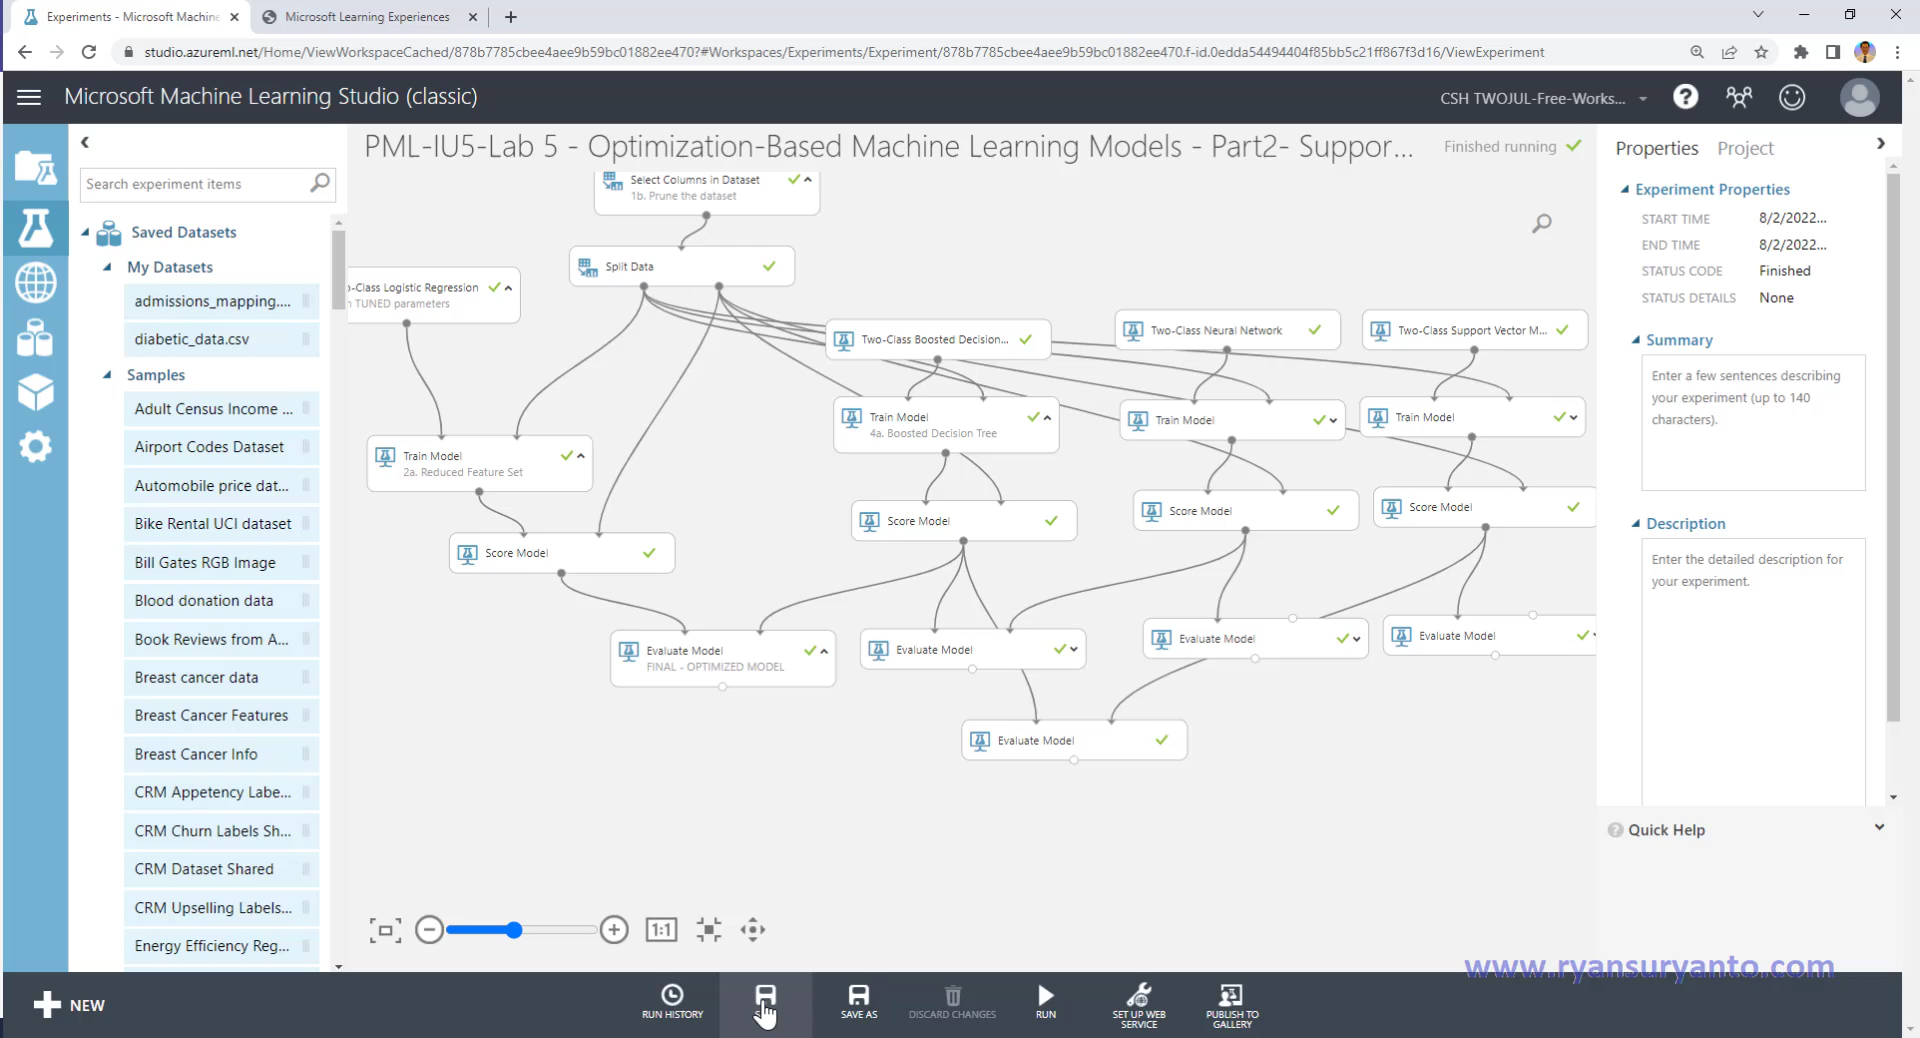 Experiments - Microsoft Machine
Microsoft Learning Experiences
studio.azureml.net/Home/ViewWorkspaceCached/878b7785cbee4aee9b59bc01882ee470?#Workspaces/Experiments/Experiment/878b7785cbee4aee9b59bc01882ee470.f-id.0edda54494404f85bb5c21ff867f3d16/ViewExperiment
Microsoft Machine Learning Studio (classic)
CSH TWOJUL-Free-Works...
Search experiment items
Saved Datasets
My Datasets
admissions_mapping....
diabetic_data.csv
Samples
Adult Census Income ...
Airport Codes Dataset
Automobile price dat...
Bike Rental UCI dataset
Bill Gates RGB Image
Blood donation data
Book Reviews from A...
Breast cancer data
Breast Cancer Features
Breast Cancer Info
CRM Appetency Labe...
CRM Churn Labels Sh...
CRM Dataset Shared
CRM Upselling Labels...
Energy Efficiency Reg...
PML-IU5-Lab 5 - Optimization-Based Machine Learning Models - Part2- Suppor...
Finished running
Select Columns in Dataset
1b. Prune the dataset
Split Data
o-Class Logistic Regression
n TUNED parameters
Two-Class Boosted Decision...
Two-Class Neural Network
Two-Class Support Vector M...
Train Model
4a. Boosted Decision Tree
Train Model
Train Model
Train Model
2a. Reduced Feature Set
Score Model
Score Model
Score Model
Score Model
Evaluate Model
FINAL - OPTIMIZED MODEL
Evaluate Model
Evaluate Model
Evaluate Model
Evaluate Model
1:1
Properties
Project
Experiment Properties
START TIME
8/2/2022...
END TIME
8/2/2022...
STATUS CODE
Finished
STATUS DETAILS
None
Summary
Enter a few sentences describing
your experiment (up to 140
characters).
Description
Enter the detailed description for
your experiment.
Quick Help
www.ryansuryanto.com
NEW
RUN HISTORY
SAVE AS
DISCARD CHANGES
RUN
SET UP WEB
SERVICE
PUBLISH TO
GALLERY